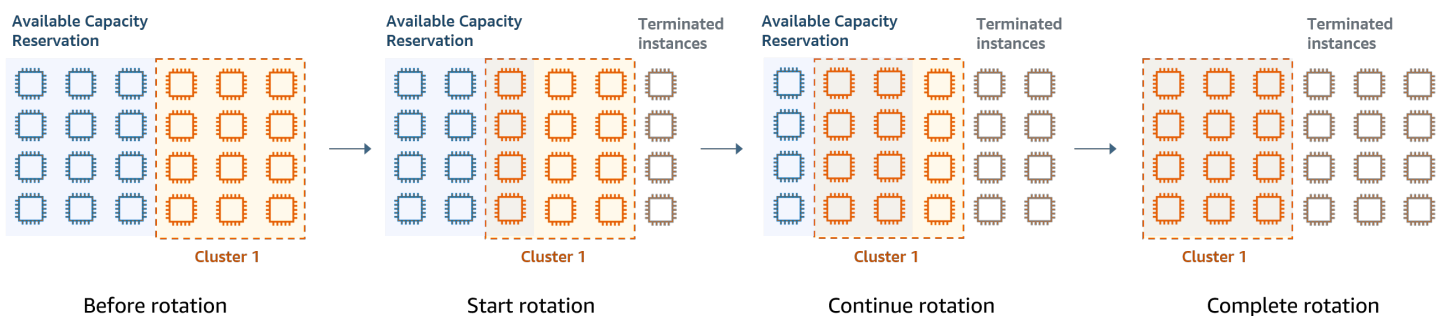 Available Capacity
Reservation
Cluster 1
Before rotation
Available Capacity
Reservation
Terminated
instances
Cluster 1
Start rotation
Available Capacity
Reservation
Terminated
instances
Cluster 1
Continue rotation
Terminated
instances
Cluster 1
Complete rotation